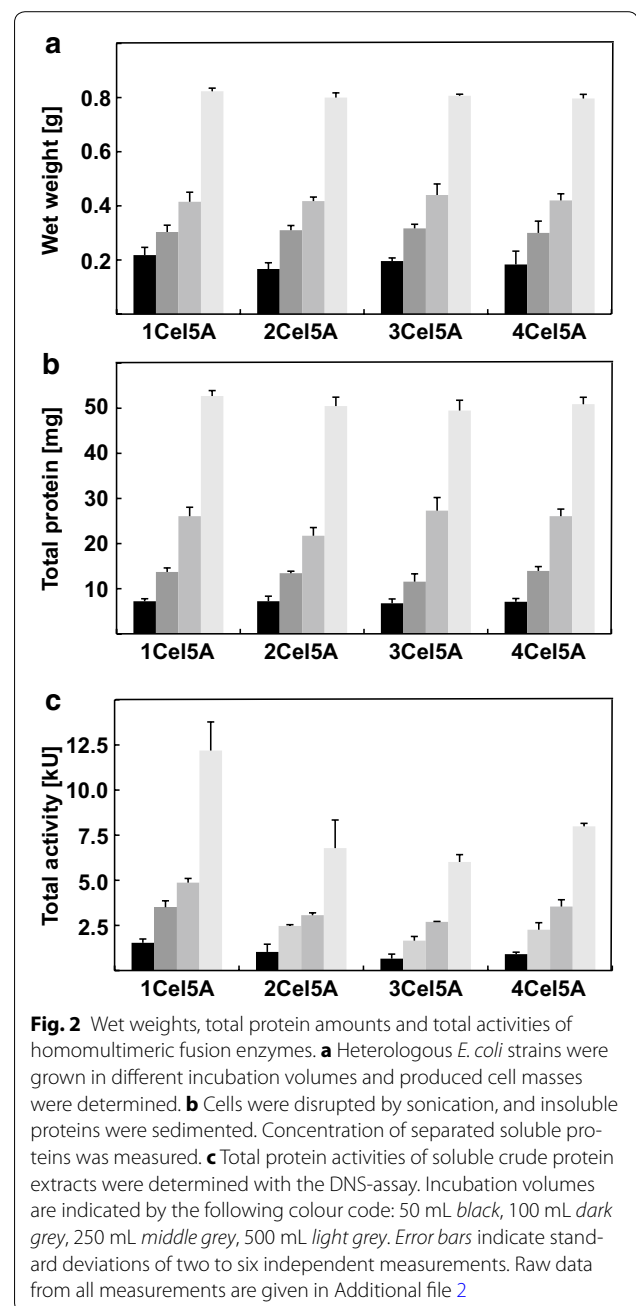 a
Wet weight [g]
0.8
0.6
0.4
0.2
1Cel5A 2Cel5A 3Cel5A 4Cel5A
b
Total protein [mg]
50
40
30
20
10
1Cel5A 2Cel5A 3Cel5A 4Cel5A
c
Total activity [kU]
12.5
10.0
7.5
5.0
2.5
1Cel5A 2Cel5A 3Cel5A 4Cel5A
Fig. 2 Wet weights, total protein amounts and total activities of
homomultimeric fusion enzymes. a Heterologous E. coli strains were
grown in different incubation volumes and produced cell masses
were determined. b Cells were disrupted by sonication, and insoluble
proteins were sedimented. Concentration of separated soluble pro-
teins was measured. c Total protein activities of soluble crude protein
extracts were determined with the DNS-assay. Incubation volumes
are indicated by the following colour code: 50 mL black, 100 mL dark
grey, 250 mL middle grey, 500 mL light grey. Error bars indicate stand-
ard deviations of two to six independent measurements. Raw data
from all measurements are given in Additional file 2